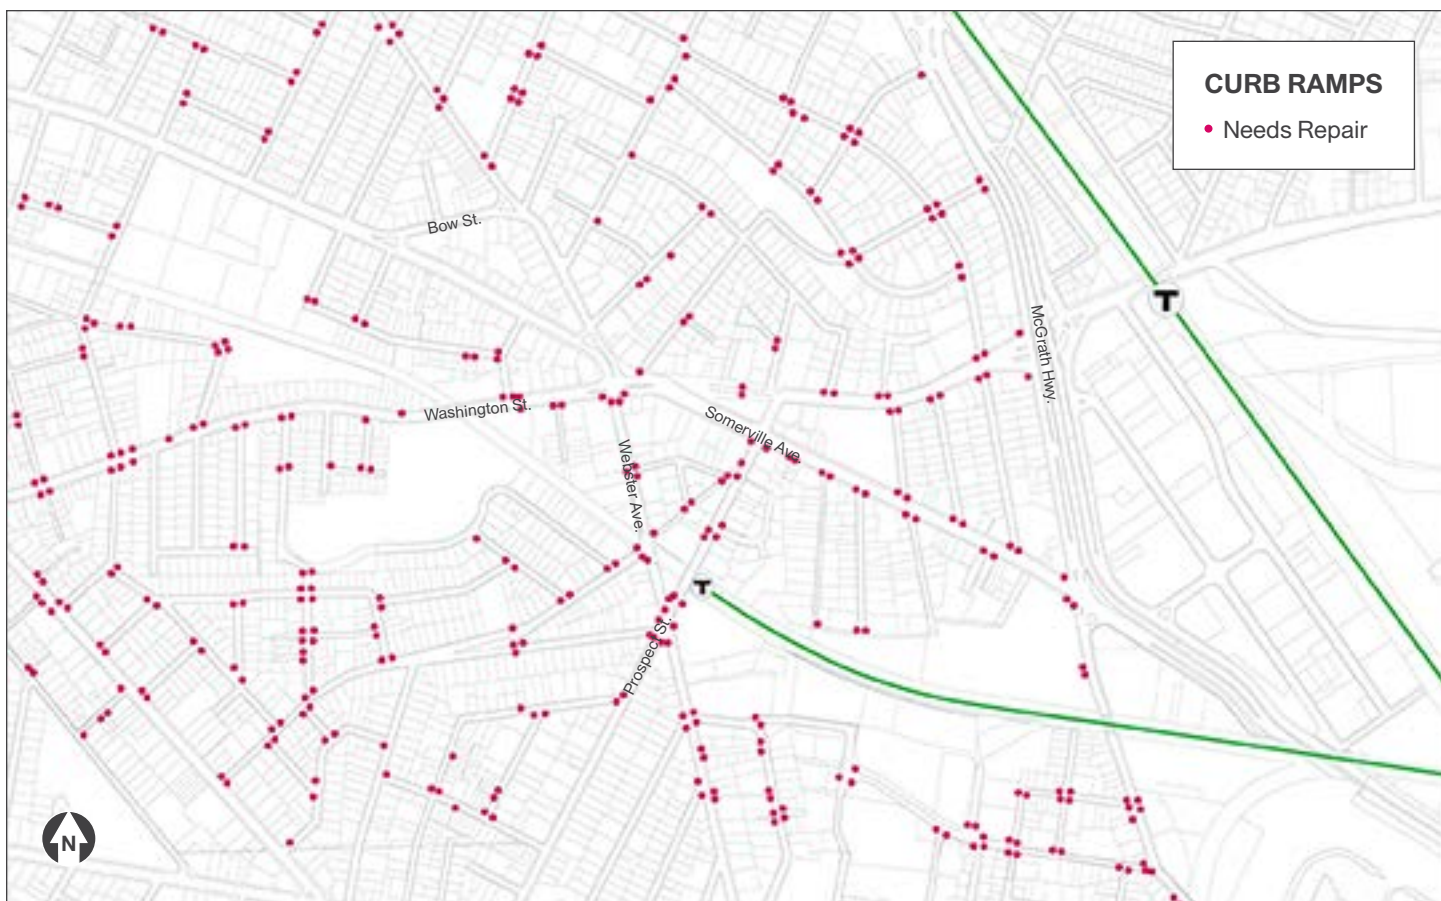 CURB RAMPS
Needs Repair
Bow St.
T
McGrath Hwy.
Washington St.
Somerville Ave.
Webster Ave.
T
Prospect St.
N